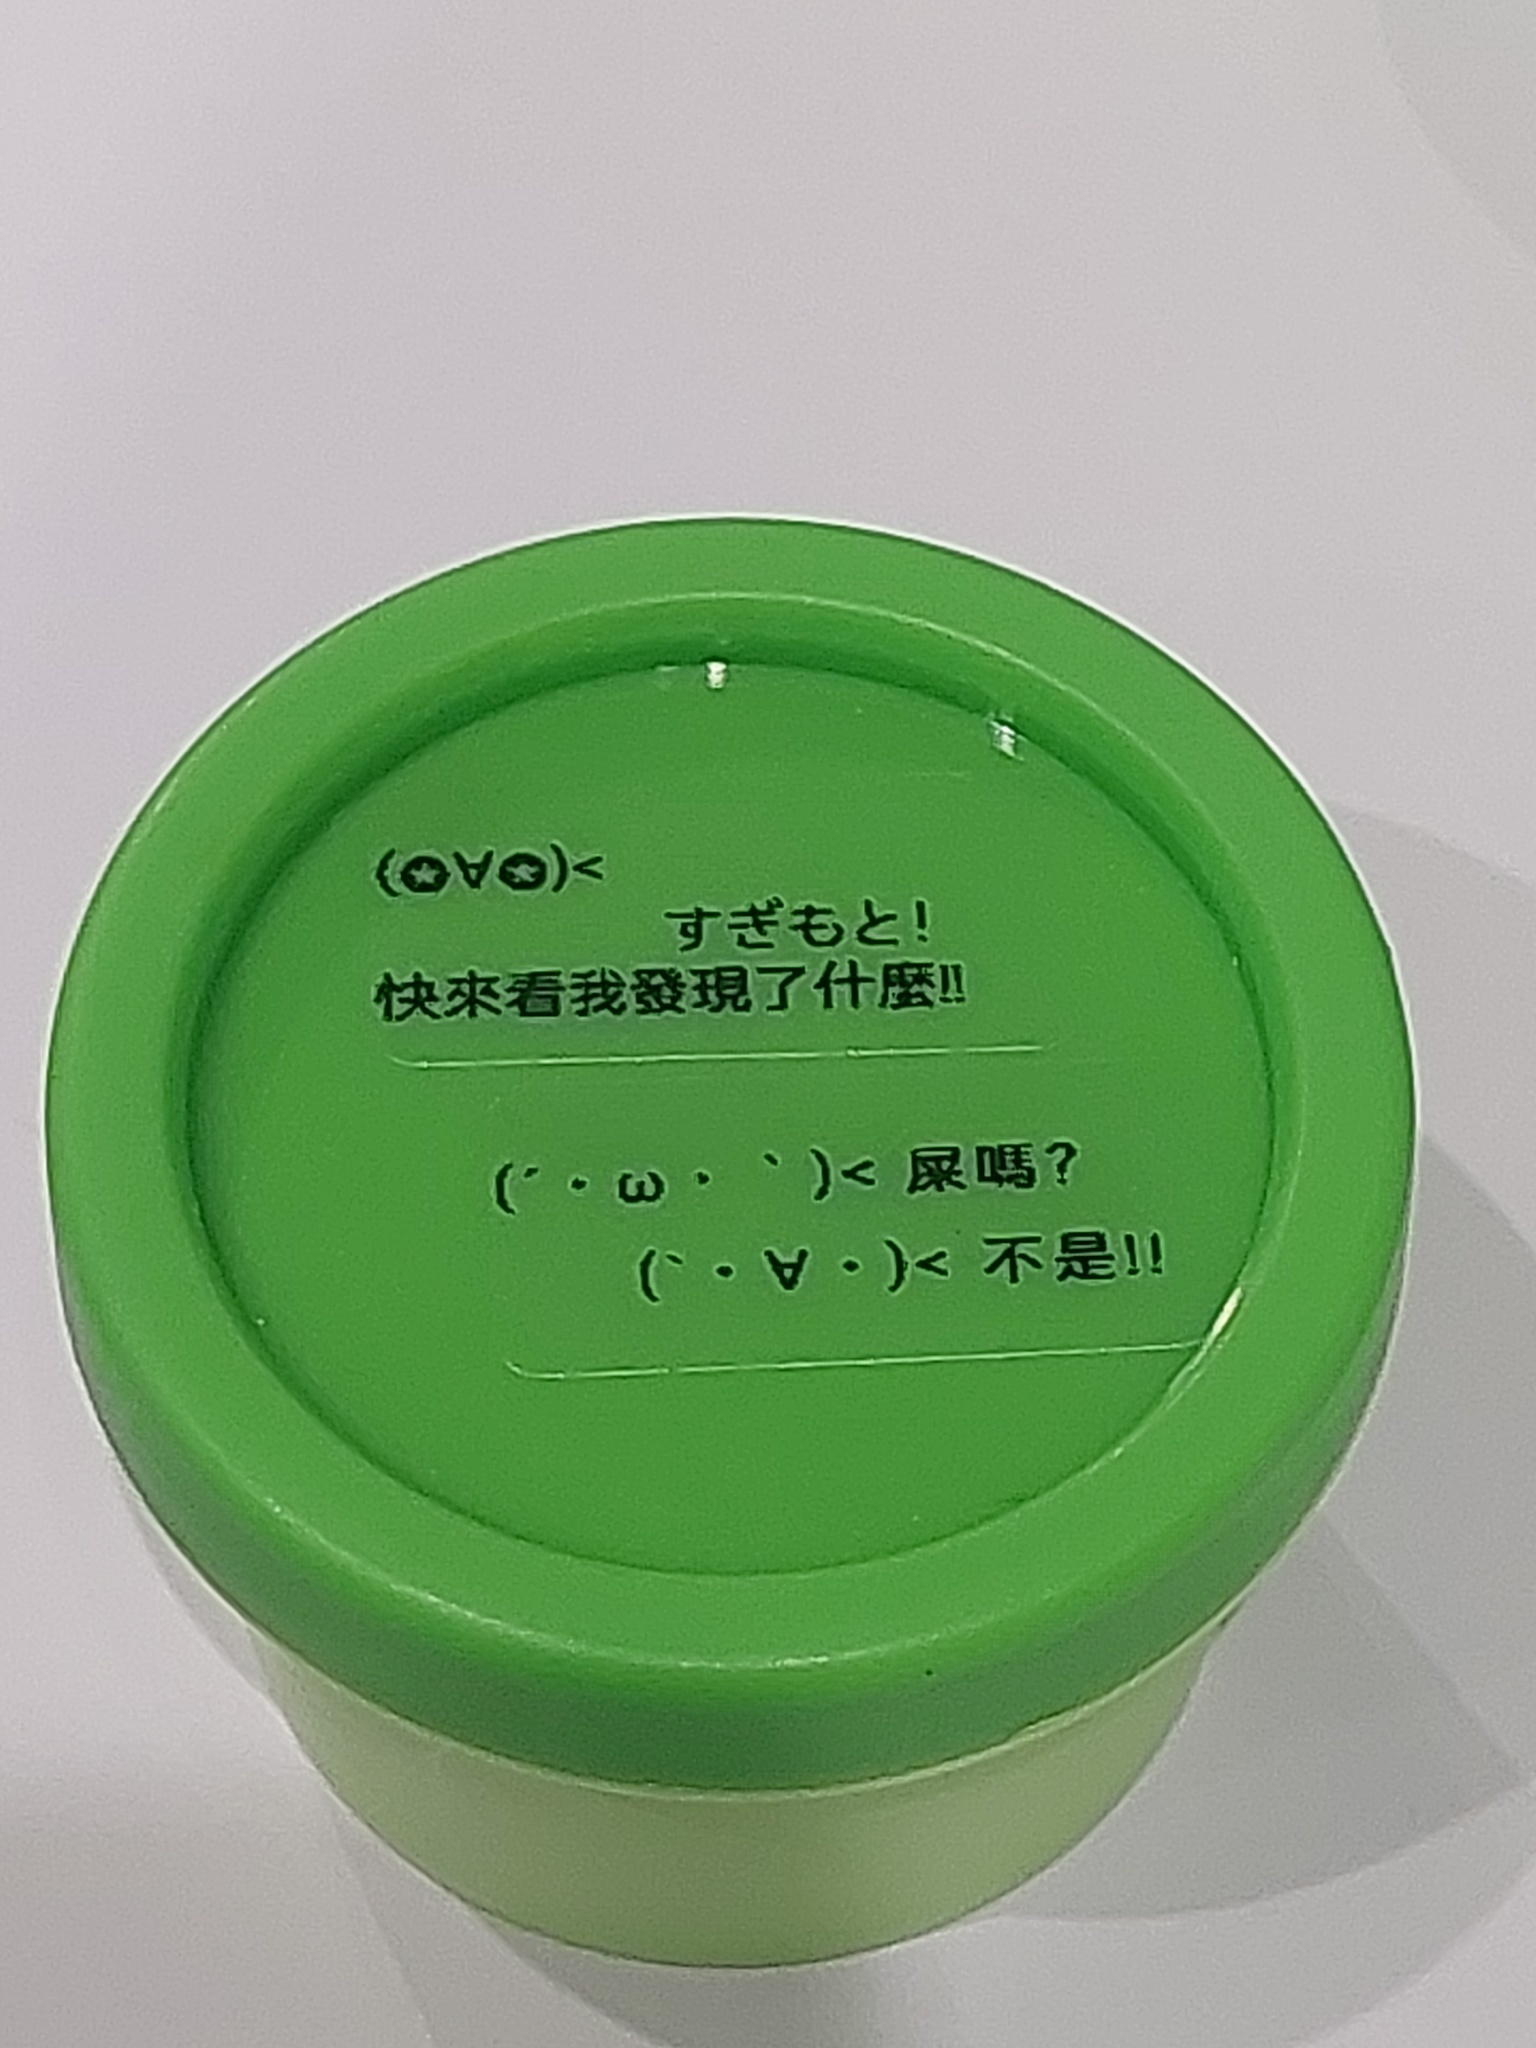 (✪∀✪)<
すぎもと!
快來看我發現了什麼!!
(´・ω・｀)< 屎嗎?
(`・∀・)< 不是!!